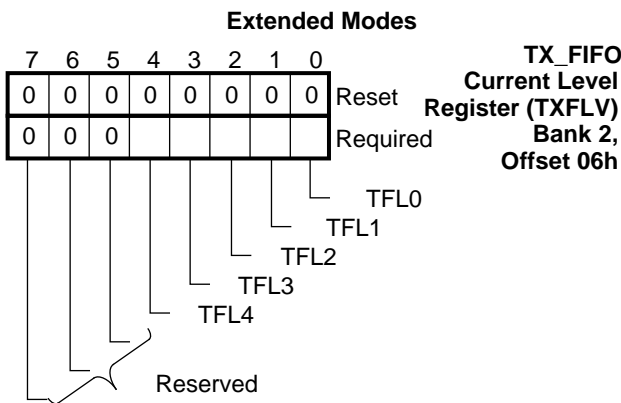 Extended Modes
7 6 5 4 3 2 1 0
0 0 0 0 0 0 0 0 Reset
0 0 0 Required
TX_FIFO
Current Level
Register (TXFLV)
Bank 2,
Offset 06h
TFL0
TFL1
TFL2
TFL3
TFL4
Reserved